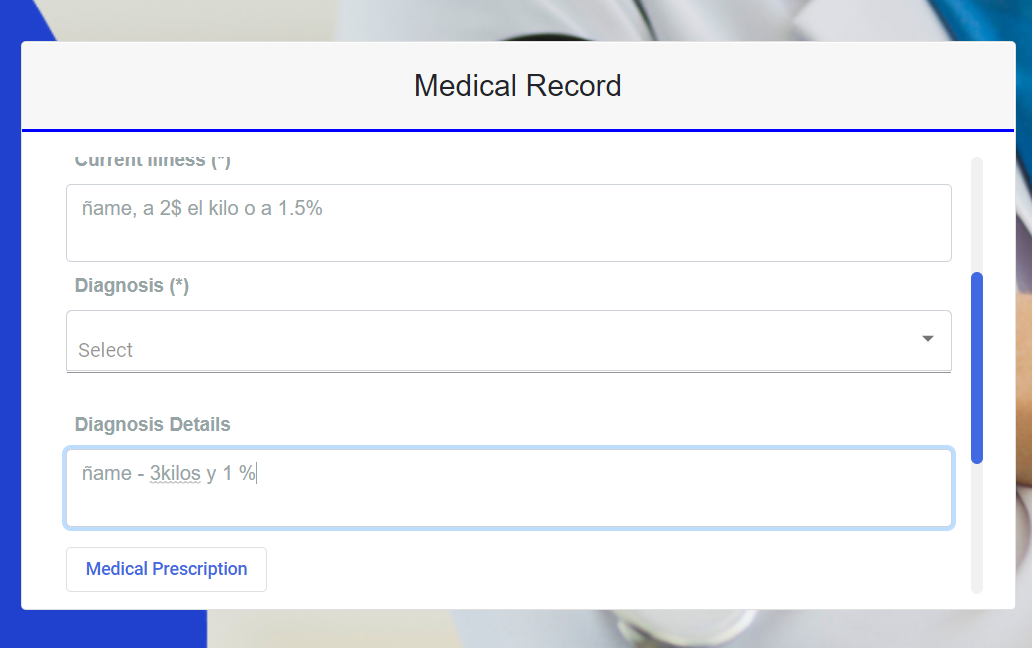 Medical Record
Current Illness (*)
ñame, a 2$ el kilo o a 1.5%
Diagnosis (*)
Select
Diagnosis Details
ñame - 3kilos y 1 %
Medical Prescription